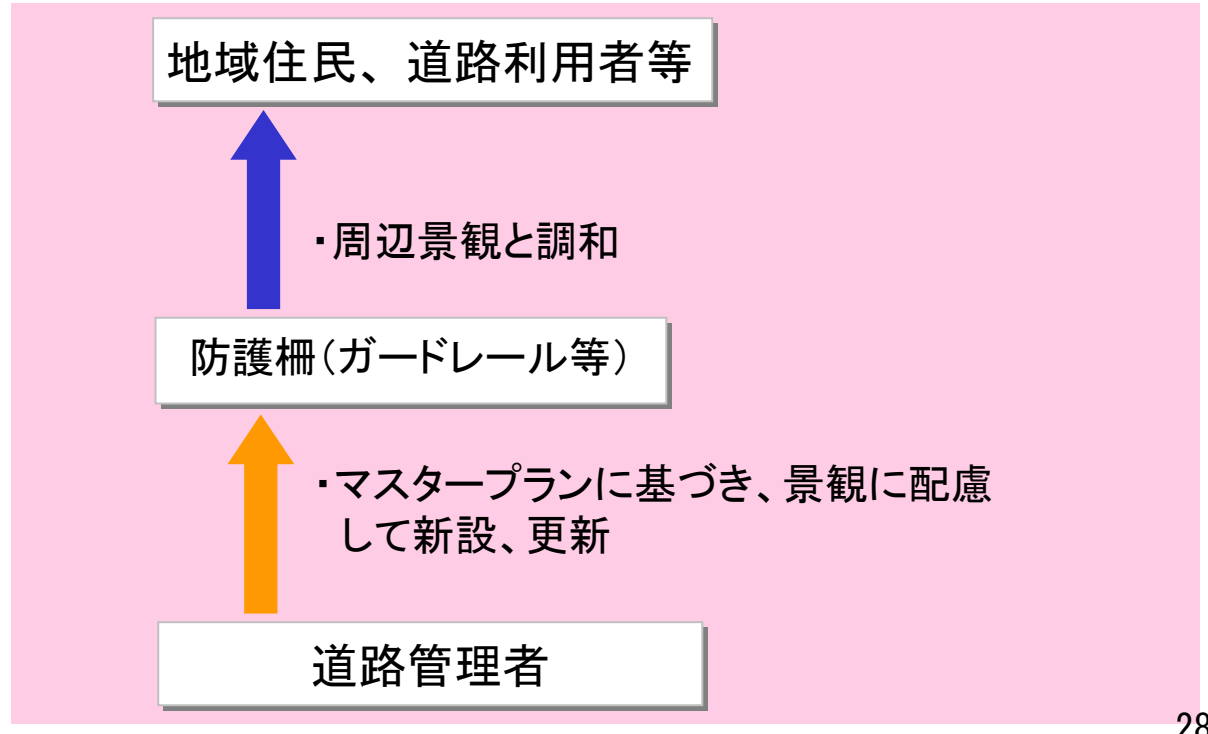 地域住民、道路利用者等
・周辺景観と調和
防護柵（ガードレール等）
・マスタープランに基づき、景観に配慮
して新設、更新
道路管理者
28